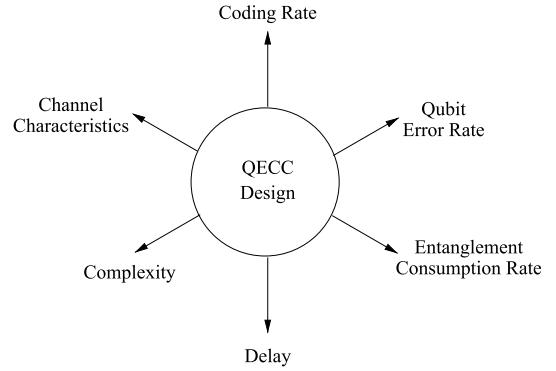 Coding Rate
Channel
Characteristics
Qubit
Error Rate
QECC
Design
Complexity
Entanglement
Consumption Rate
Delay